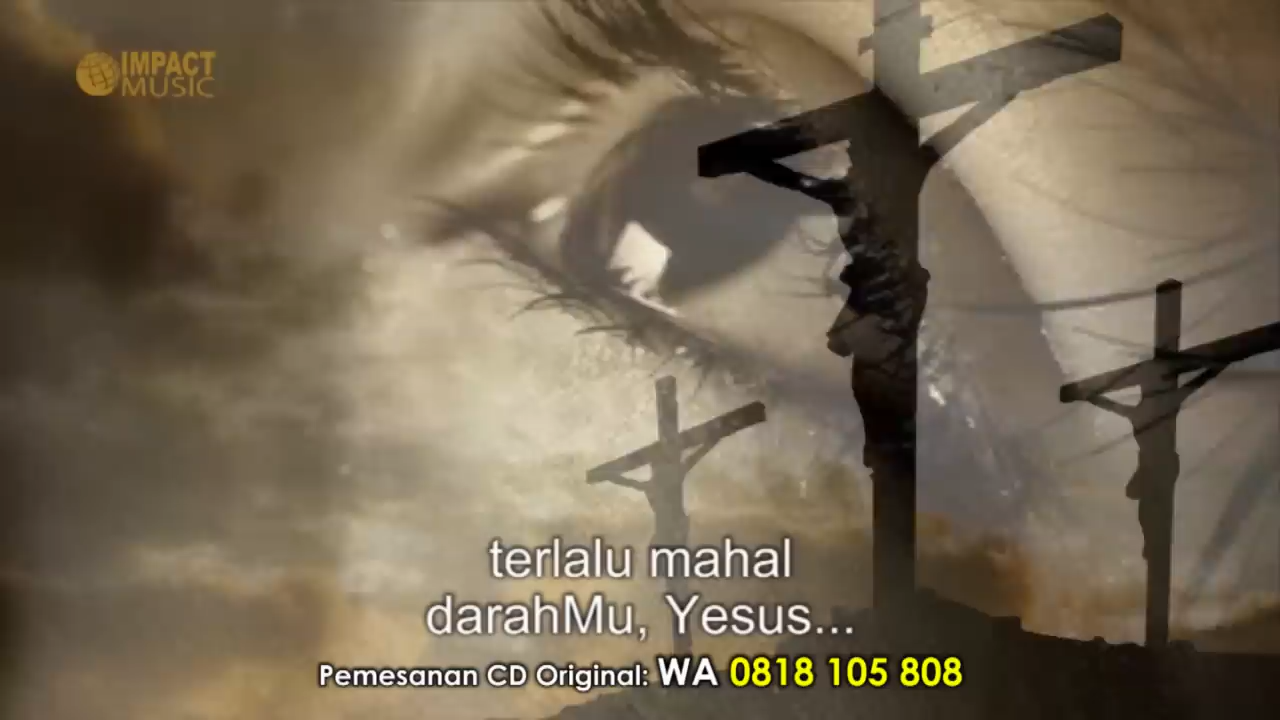 IMPACT
MUSIC
terlalu mahal
darahMu, Yesus...
Pemesanan CD Original: WA 0818 105 808